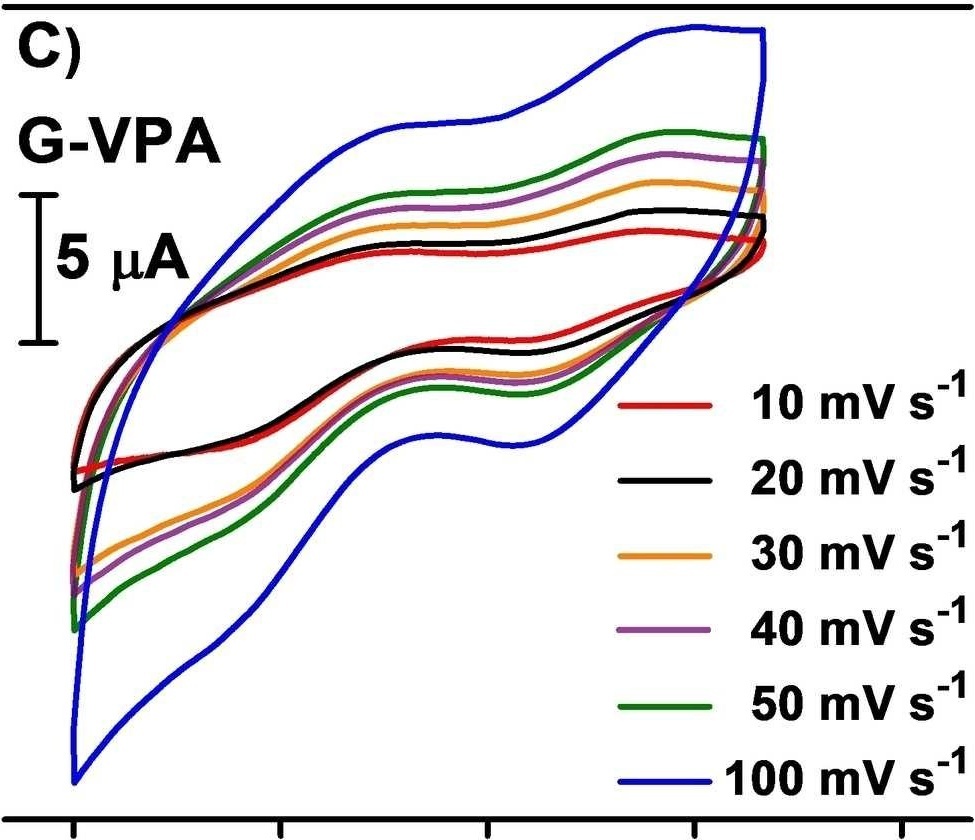 C)
G-VPA
5 μA
10 mV s⁻¹
20 mV s⁻¹
30 mV s⁻¹
40 mV s⁻¹
50 mV s⁻¹
100 mV s⁻¹